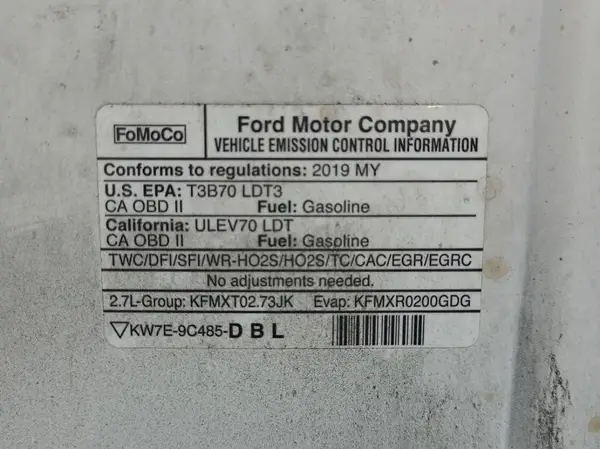 FoMoCo
Ford Motor Company
VEHICLE EMISSION CONTROL INFORMATION
Conforms to regulations: 2019 MY
U.S. EPA: T3B70 LDT3
CA OBD II Fuel: Gasoline
California: ULEV70 LDT
CA OBD II Fuel: Gasoline
TWC/DFI/SFI/WR-HO2S/HO2S/TC/CAC/EGR/EGRC
No adjustments needed.
2.7L-Group: KFMXT02.73JK Evap: KFMXR0200GDG
KW7E-9C485-D B L